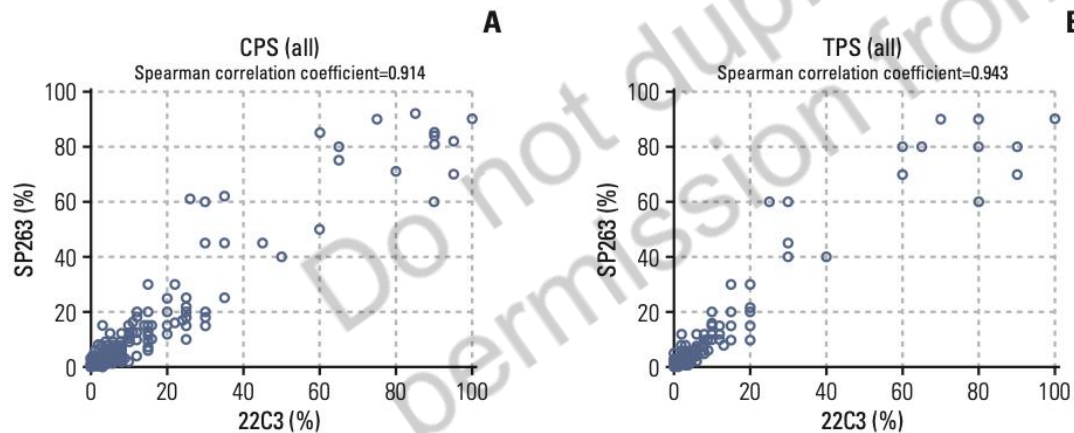 A
CPS (all)
Spearman correlation coefficient=0.914
100
80
60
40
20
0
SP263 (%)
0 20 40 60 80 100
22C3 (%)
TPS (all)
Spearman correlation coefficient=0.943
100
80
60
40
20
0
SP263 (%)
0 20 40 60 80 100
22C3 (%)
Do not
permission